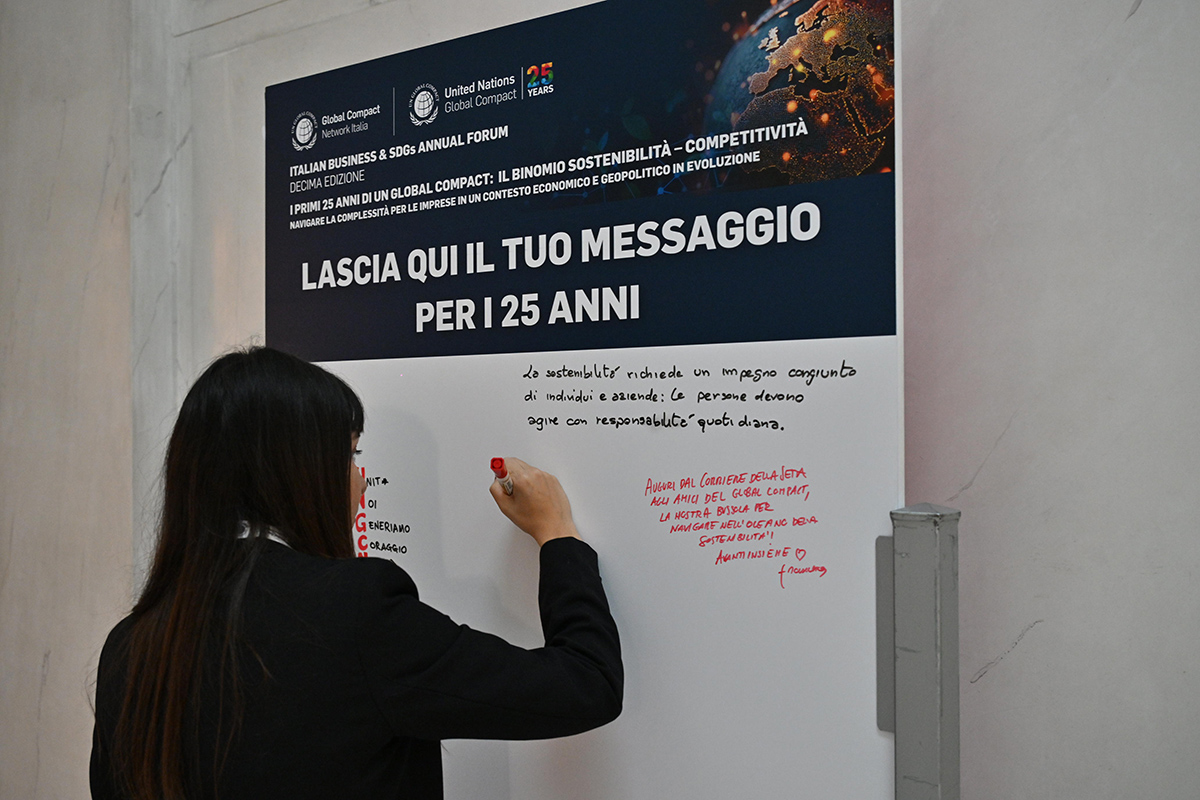 Global Compact
Network Italia
United Nations
Global Compact
25
YEARS
ITALIAN BUSINESS & SDGs ANNUAL FORUM
DECIMA EDIZIONE
I PRIMI 25 ANNI DI UN GLOBAL COMPACT: IL BINOMIO SOSTENIBILITÀ – COMPETITIVITÀ
NAVIGARE LA COMPLESSITÀ PER LE IMPRESE IN UN CONTESTO ECONOMICO E GEOPOLITICO IN EVOLUZIONE
LASCIA QUI IL TUO MESSAGGIO
PER I 25 ANNI
La sostenibilità richiede un impegno congiunto
di individui e aziende: le persone devono
agire con responsabilità quotidiana.
NITA
OI
GENERIAMO
CORAGGIO
AUGURI DAL CORRIERE DELLA SERA
AGLI AMICI DEL GLOBAL COMPACT,
LA NOSTRA BUSSOLA PER
NAVIGARE NELL'OCEANO DELLA
SOSTENIBILITÀ!
AVANTI INSIEME